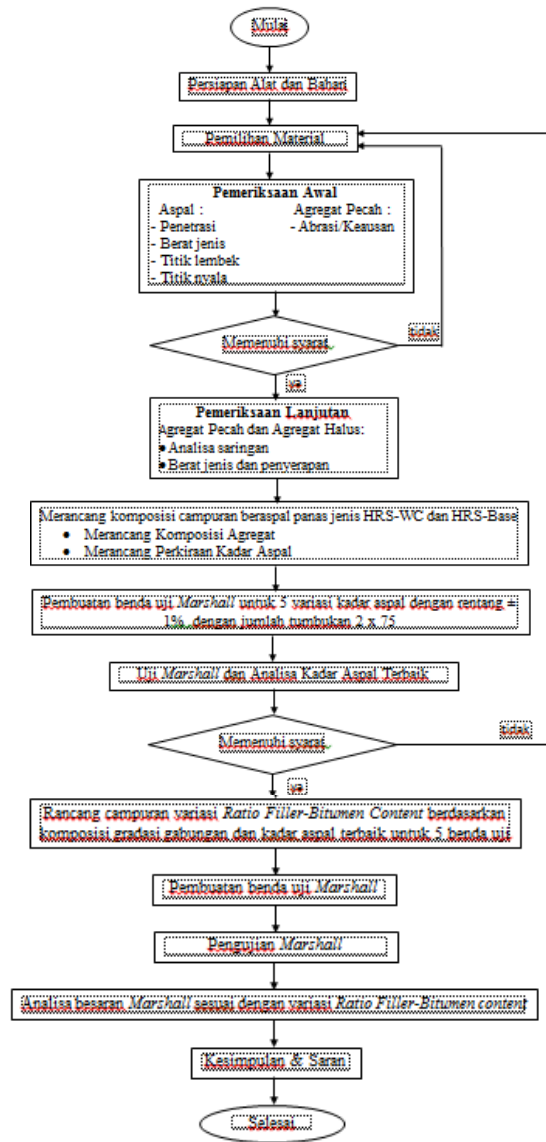 Mulai
Persiapan Alat dan Bahan
Pemilihan Material
Pemeriksaan Awal
Aspal : Agregat Pecah :
- Penetrasi - Abrasi/Keausan
- Berat jenis
- Titik lembek
- Titik nyala
Memenuhi syarat
tidak
ya
Pemeriksaan Lanjutan
Agregat Pecah dan Agregat Halus:
● Analisa saringan
● Berat jenis dan penyerapan
Merancang komposisi campuran beraspal panas jenis HRS-WC dan HRS-Base
● Merancang Komposisi Agregat
● Merancang Perkiraan Kadar Aspal
Pembuatan benda uji Marshall untuk 5 variasi kadar aspal dengan rentang ±
1% dengan jumlah tumbukan 2 x 75
Uji Marshall dan Analisa Kadar Aspal Terbaik
Memenuhi syarat
tidak
ya
Rancang campuran variasi Ratio Filler-Bitumen Content berdasarkan
komposisi gradasi gabungan dan kadar aspal terbaik untuk 5 benda uji
Pembuatan benda uji Marshall
Pengujian Marshall
Analisa besaran Marshall sesuai dengan variasi Ratio Filler-Bitumen content
Kesimpulan & Saran
Selesai